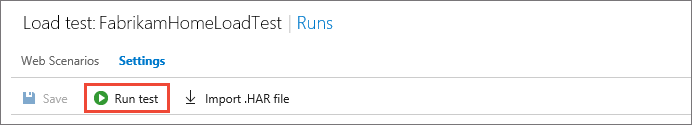 Load test: FabrikamHomeLoadTest | Runs
Web Scenarios Settings
Save Run test Import .HAR file